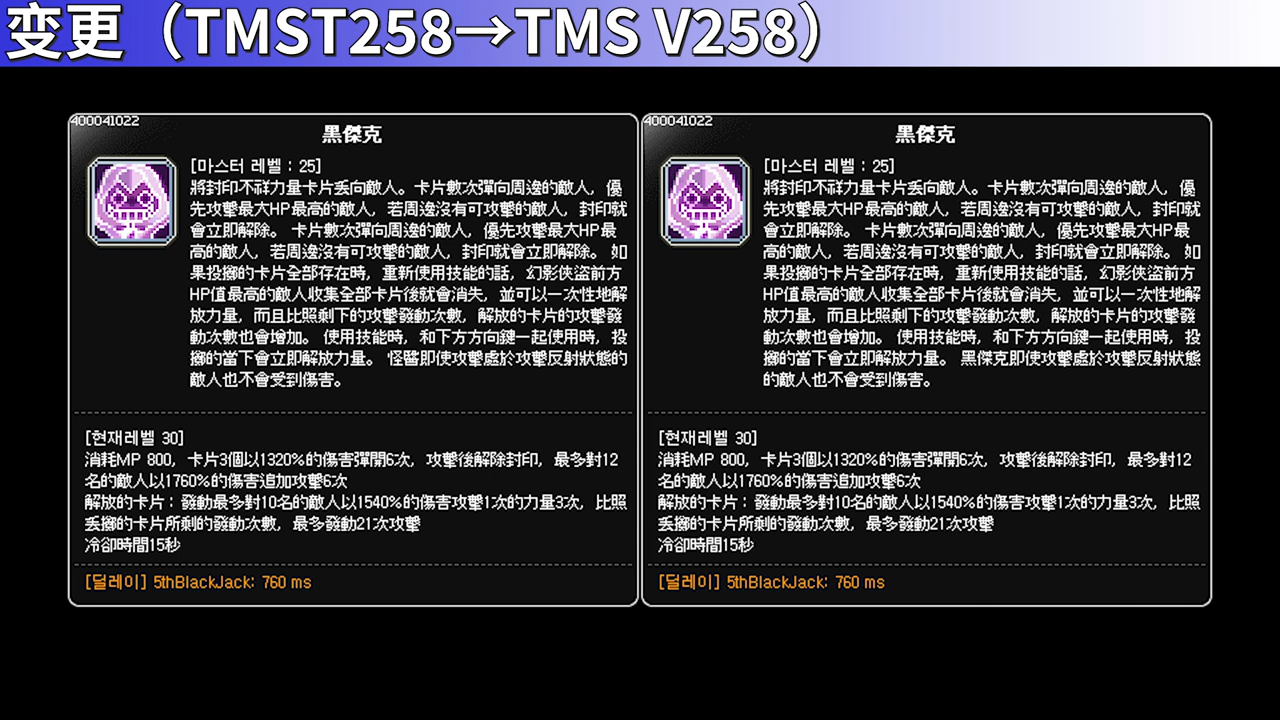 变更（TMST258→TMS V258）
400041022
黑傑克
[마스터 레벨 : 25]
將封印不祥力量卡片丟向敵人。卡片數次彈向周邊的敵人，優
先攻擊最大HP最高的敵人，若周邊沒有可攻擊的敵人，封印就
會立即解除。 卡片數次彈向周邊的敵人，優先攻擊最大HP最
高的敵人，若周邊沒有可攻擊的敵人，封印就會立即解除。 如
果投擲的卡片全部存在時，重新使用技能的話，幻影俠盜前方
HP值最高的敵人收集全部卡片後就會消失，並可以一次性地解
放力量，而且比照剩下的攻擊發動次數，解放的卡片的攻擊發
動次數也會增加。 使用技能時，和下方方向鍵一起使用時，投
擲的當下會立即解放力量。 怪醫即使攻擊處於攻擊反射狀態的
敵人也不會受到傷害。
[현재레벨 30]
消耗MP 800，卡片3個以1320%的傷害彈開6次，攻擊後解除封印，最多對12
名的敵人以1760%的傷害追加攻擊6次
解放的卡片：發動最多對10名的敵人以1540%的傷害攻擊1次的力量3次，比照
丟擲的卡片所剩的發動次數，最多發動21次攻擊
冷卻時間15秒
[딜레이] 5thBlackJack: 760 ms
400041022
黑傑克
[마스터 레벨 : 25]
將封印不祥力量卡片丟向敵人。卡片數次彈向周邊的敵人，優
先攻擊最大HP最高的敵人，若周邊沒有可攻擊的敵人，封印就
會立即解除。 卡片數次彈向周邊的敵人，優先攻擊最大HP最
高的敵人，若周邊沒有可攻擊的敵人，封印就會立即解除。 如
果投擲的卡片全部存在時，重新使用技能的話，幻影俠盜前方
HP值最高的敵人收集全部卡片後就會消失，並可以一次性地解
放力量，而且比照剩下的攻擊發動次數，解放的卡片的攻擊發
動次數也會增加。 使用技能時，和下方方向鍵一起使用時，投
擲的當下會立即解放力量。 黑傑克即使攻擊處於攻擊反射狀態
的敵人也不會受到傷害。
[현재레벨 30]
消耗MP 800，卡片3個以1320%的傷害彈開6次，攻擊後解除封印，最多對12
名的敵人以1760%的傷害追加攻擊6次
解放的卡片：發動最多對10名的敵人以1540%的傷害攻擊1次的力量3次，比照
丟擲的卡片所剩的發動次數，最多發動21次攻擊
冷卻時間15秒
[딜레이] 5thBlackJack: 760 ms